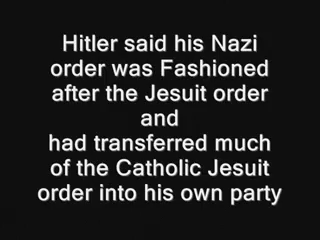 Hitler said his Nazi
order was Fashioned
after the Jesuit order
and
had transferred much
of the Catholic Jesuit
order into his own party